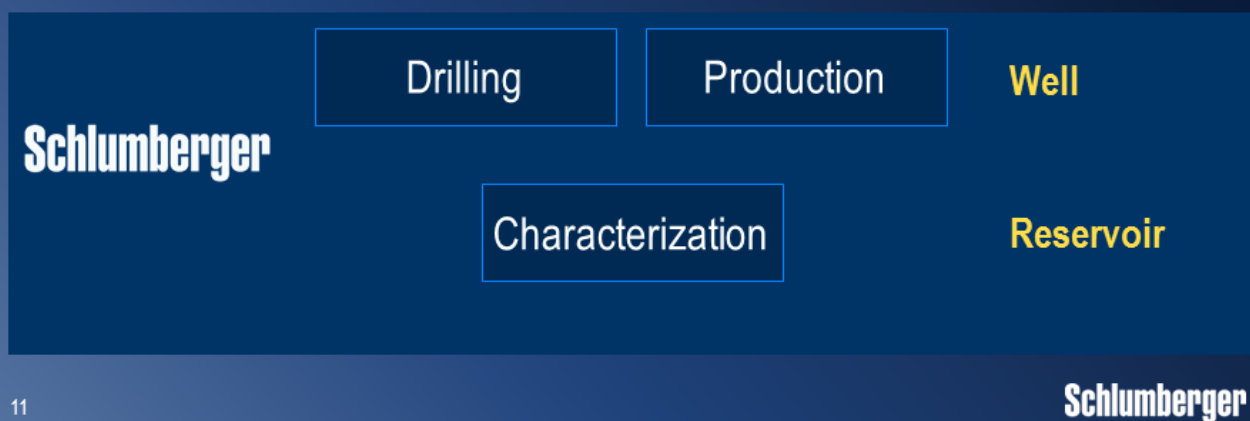 Drilling
Production
Well
Schlumberger
Characterization
Reservoir
11
Schlumberger